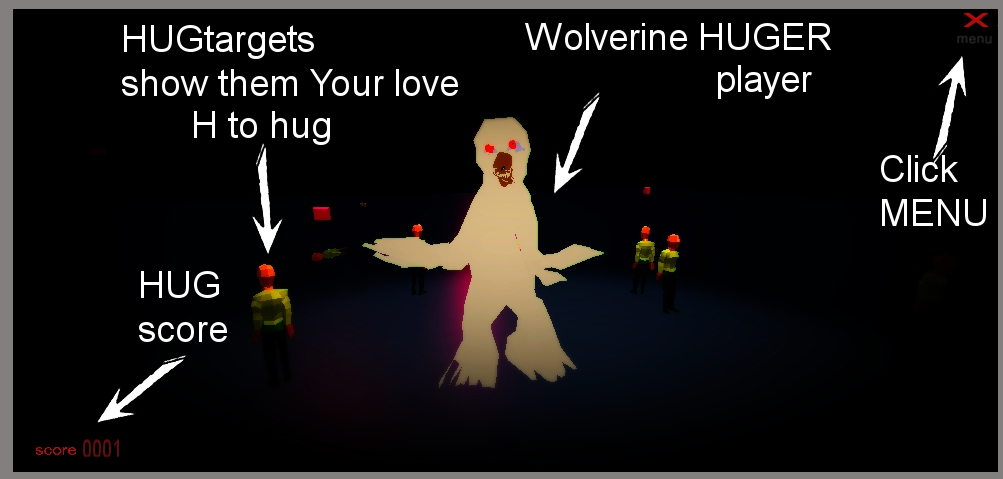 HUGtargets
show them Your love
H to hug
Wolverine HUGER
player
menu
Click
MENU
HUG
score
score 0001